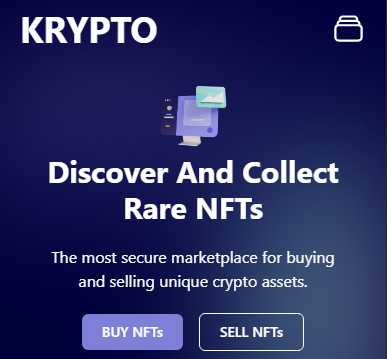 KRYPTO
Discover And Collect
Rare NFTs
The most secure marketplace for buying
and selling unique crypto assets.
BUY NFTs
SELL NFTs